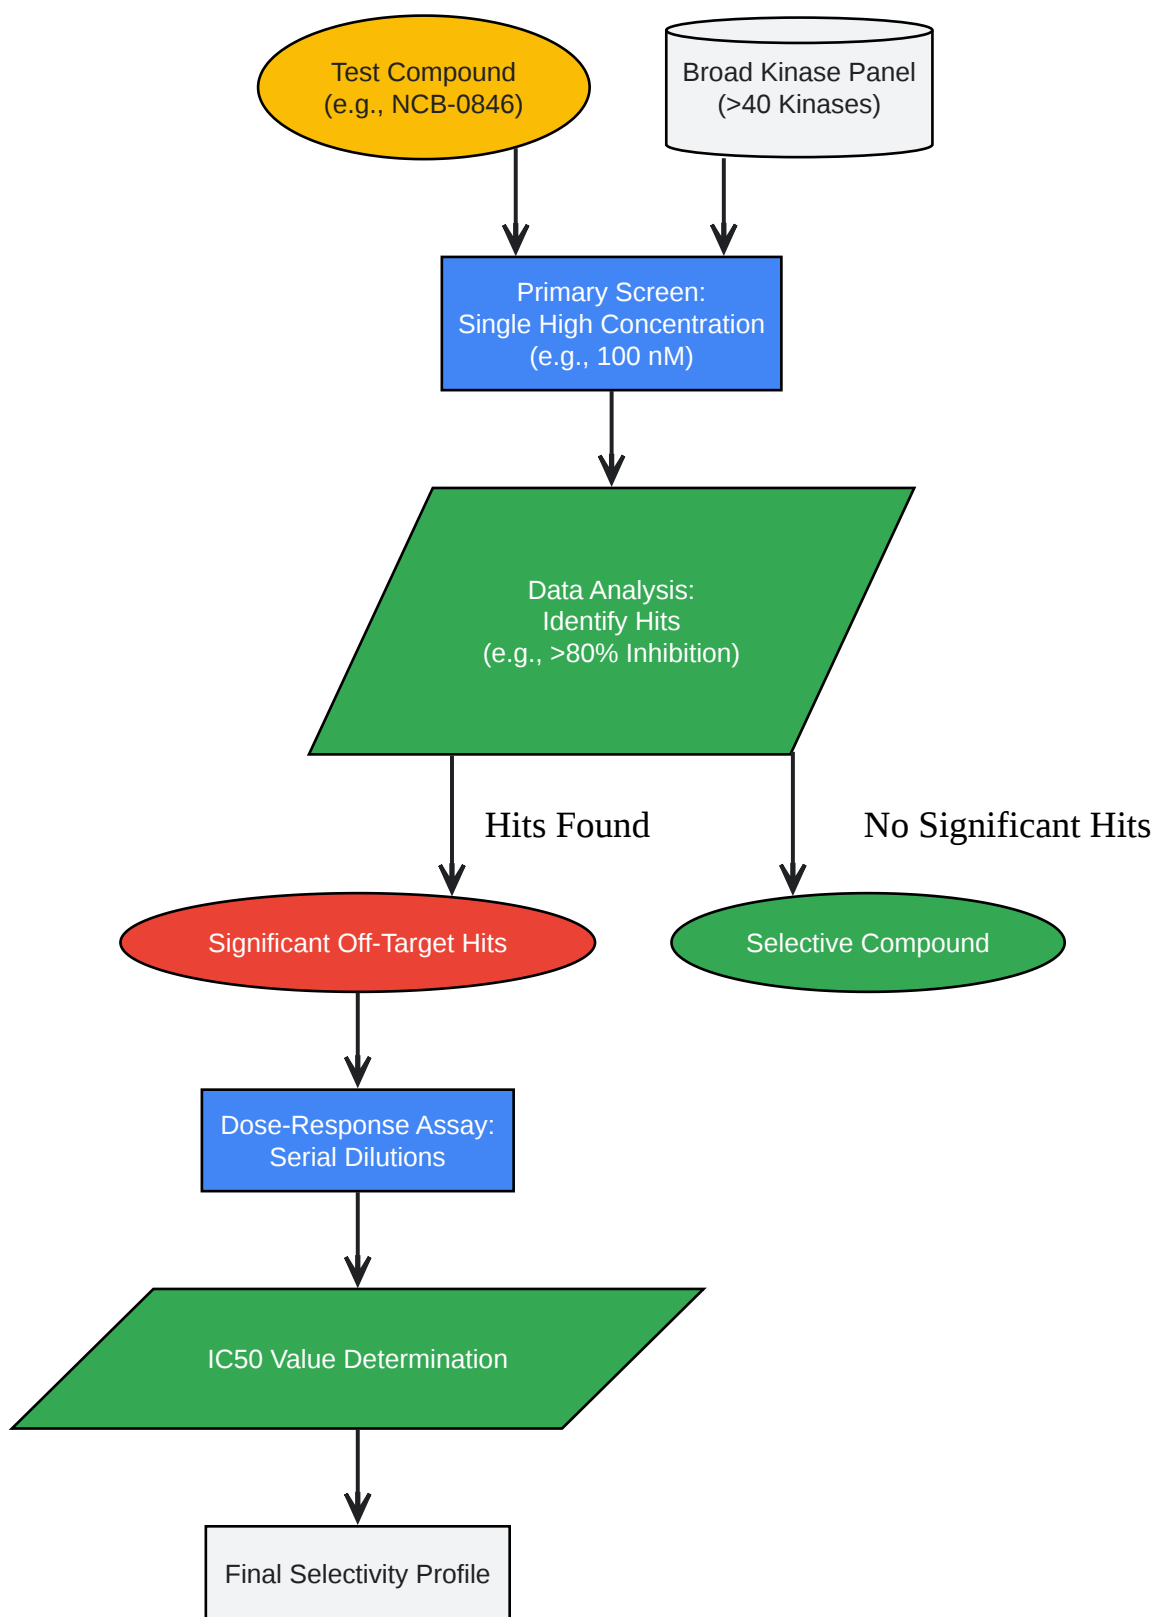 Test Compound
(e.g., NCB-0846)
Broad Kinase Panel
(>40 Kinases)
Primary Screen:
Single High Concentration
(e.g., 100 nM)
Data Analysis:
Identify Hits
(e.g., >80% Inhibition)
Hits Found
No Significant Hits
Significant Off-Target Hits
Selective Compound
Dose-Response Assay:
Serial Dilutions
IC50 Value Determination
Final Selectivity Profile